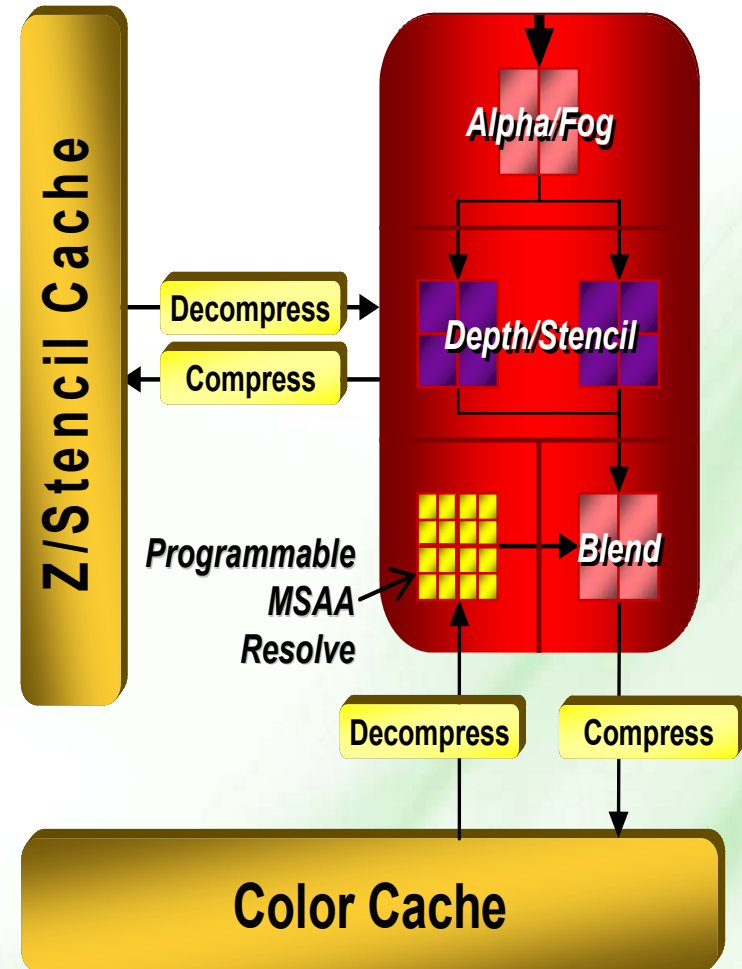 Z/Stencil Cache
Alpha/Fog
Decompress
Compress
Depth/Stencil
Programmable
MSAA
Resolve
Blend
Decompress
Compress
Color Cache